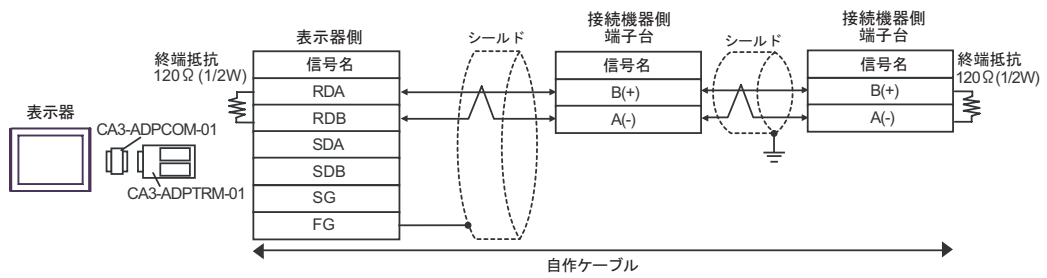 表示器
CA3-ADPCOM-01
CA3-ADPTRM-01
終端抵抗
120Ω(1/2W)
表示器側
信号名
RDA
RDB
SDA
SDB
SG
FG
シールド
接続機器側
端子台
信号名
B(+)
A(-)
シールド
接続機器側
端子台
信号名
B(+)
A(-)
終端抵抗
120Ω(1/2W)
自作ケーブル